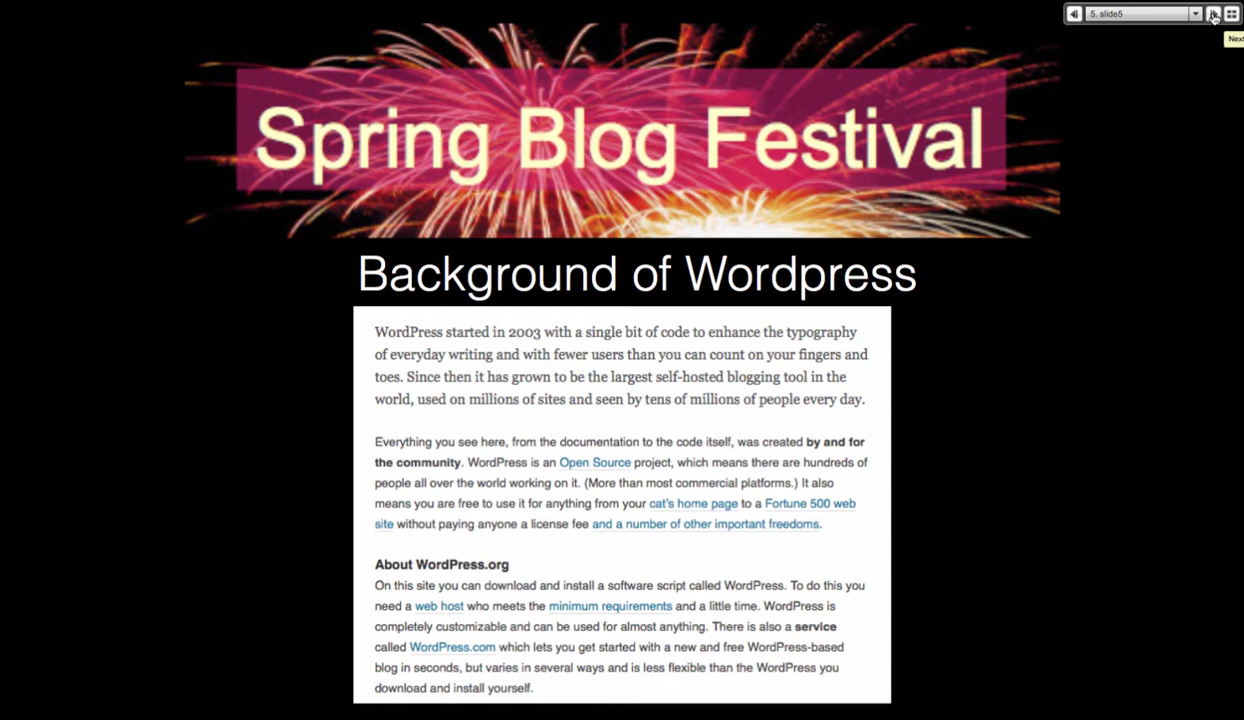 5. slide5
Next
Spring Blog Festival
Background of Wordpress
WordPress started in 2003 with a single bit of code to enhance the typography
of everyday writing and with fewer users than you can count on your fingers and
toes. Since then it has grown to be the largest self-hosted blogging tool in the
world, used on millions of sites and seen by tens of millions of people every day.
Everything you see here, from the documentation to the code itself, was created by and for
the community. WordPress is an Open Source project, which means there are hundreds of
people all over the world working on it. (More than most commercial platforms.) It also
means you are free to use it for anything from your cat's home page to a Fortune 500 web
site without paying anyone a license fee and a number of other important freedoms.
About WordPress.org
On this site you can download and install a software script called WordPress. To do this you
need a web host who meets the minimum requirements and a little time. WordPress is
completely customizable and can be used for almost anything. There is also a service
called WordPress.com which lets you get started with a new and free WordPress-based
blog in seconds, but varies in several ways and is less flexible than the WordPress you
download and install yourself.